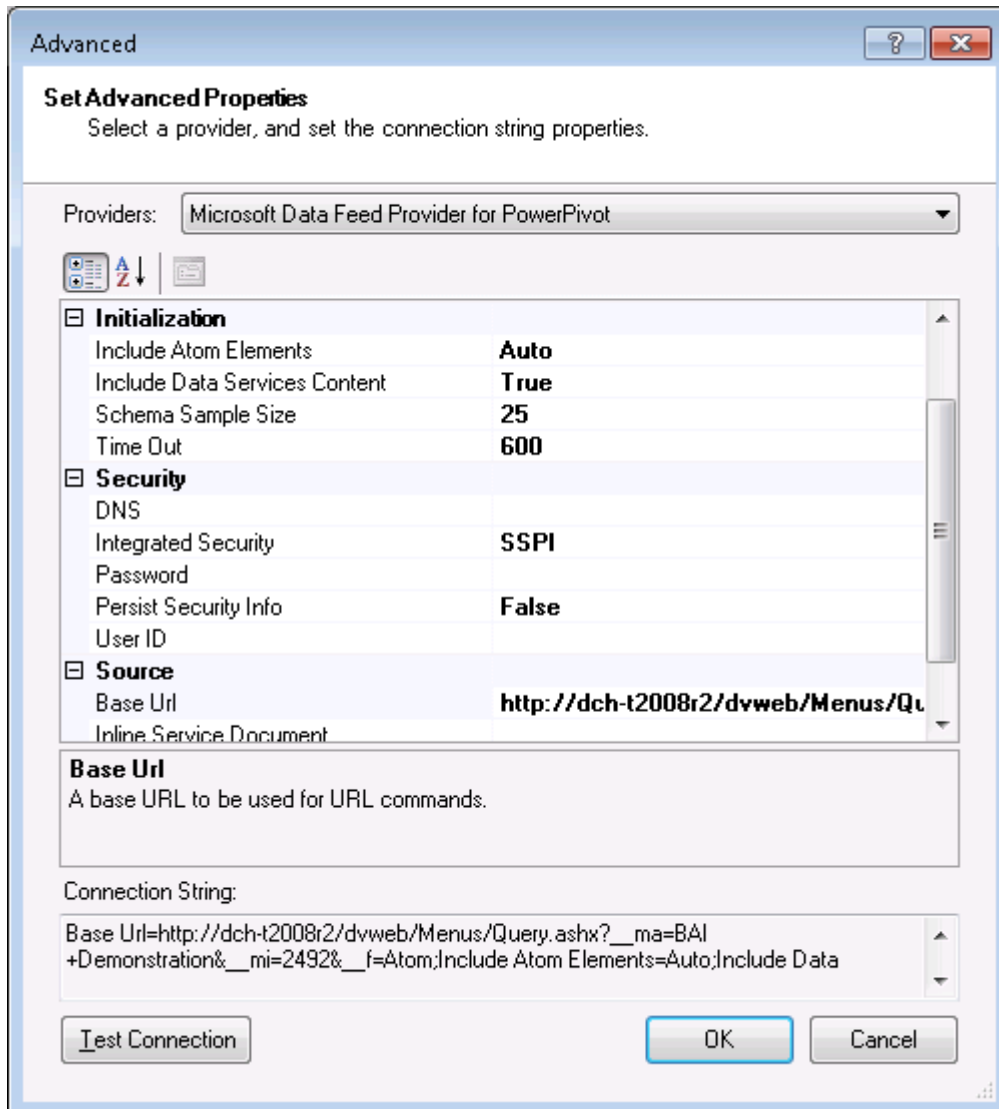 Advanced
Set Advanced Properties
Select a provider, and set the connection string properties.
Providers: Microsoft Data Feed Provider for PowerPivot
Initialization
Include Atom Elements Auto
Include Data Services Content True
Schema Sample Size 25
Time Out 600
Security
DNS
Integrated Security SSPI
Password
Persist Security Info False
User ID
Source
Base Url http://dch-t2008r2/dvweb/Menus/Qu
Inline Service Document
Base Url
A base URL to be used for URL commands.
Connection String:
Base Url=http://dch-t2008r2/dvweb/Menus/Query.ashx?__ma=BAI
+Demonstration&__mi=2492&__f=Atom;Include Atom Elements=Auto;Include Data
Test Connection OK Cancel